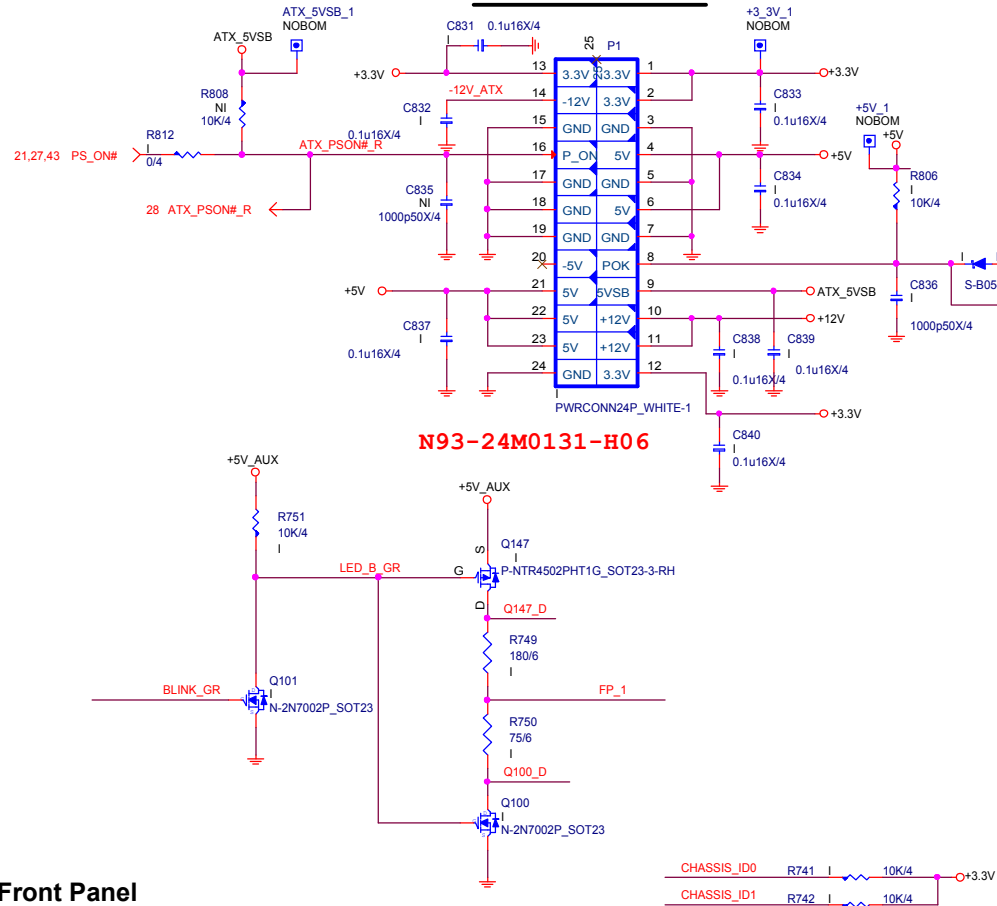 ATX_5VSB_1
NOBOM
ATX_5VSB
R808
NI
10K/4
R812
I
0/4
21,27,43 PS_ON#
28 ATX_PSON#_R
ATX_PSON#_R
C831 0.1u16X/4
I
+3.3V
-12V_ATX
C832
I
0.1u16X/4
C835
NI
1000p50X/4
+5V
C837
I
0.1u16X/4
25
P1
13 3.3V 3.3V 1
14 -12V 3.3V 2
15 GND GND 3
16 P_ON 5V 4
17 GND GND 5
18 GND 5V 6
19 GND GND 7
20 -5V POK 8
21 5V 5VSB 9
22 5V +12V 10
23 5V +12V 11
24 GND 3.3V 12
I
PWRCONN24P_WHITE-1
N93-24M0131-H06
+3_3V_1
NOBOM
+3.3V
C833
I
0.1u16X/4
+5V
C834
I
0.1u16X/4
+5V_1
NOBOM
+5V
R806
I
10K/4
I
I
S-B05
C836
I
1000p50X/4
ATX_5VSB
+12V
C838
I
0.1u16X/4
C839
I
0.1u16X/4
+3.3V
C840
I
0.1u16X/4
+5V_AUX
R751
10K/4
I
LED_B_GR
BLINK_GR
Q101
I
N-2N7002P_SOT23
+5V_AUX
S
G
D
Q147
I
P-NTR4502PHT1G_SOT23-3-RH
Q147_D
R749
180/6
I
FP_1
R750
75/6
I
Q100_D
Q100
I
N-2N7002P_SOT23
Front Panel
CHASSIS_ID0 R741 I 10K/4
+3.3V
CHASSIS_ID1 R742 I 10K/4